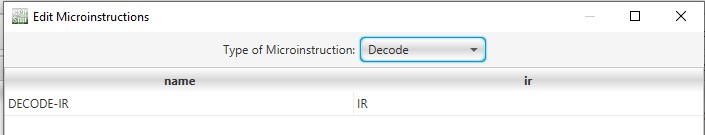 Edit Microinstructions
Type of Microinstruction: Decode
name ir
DECODE-IR IR